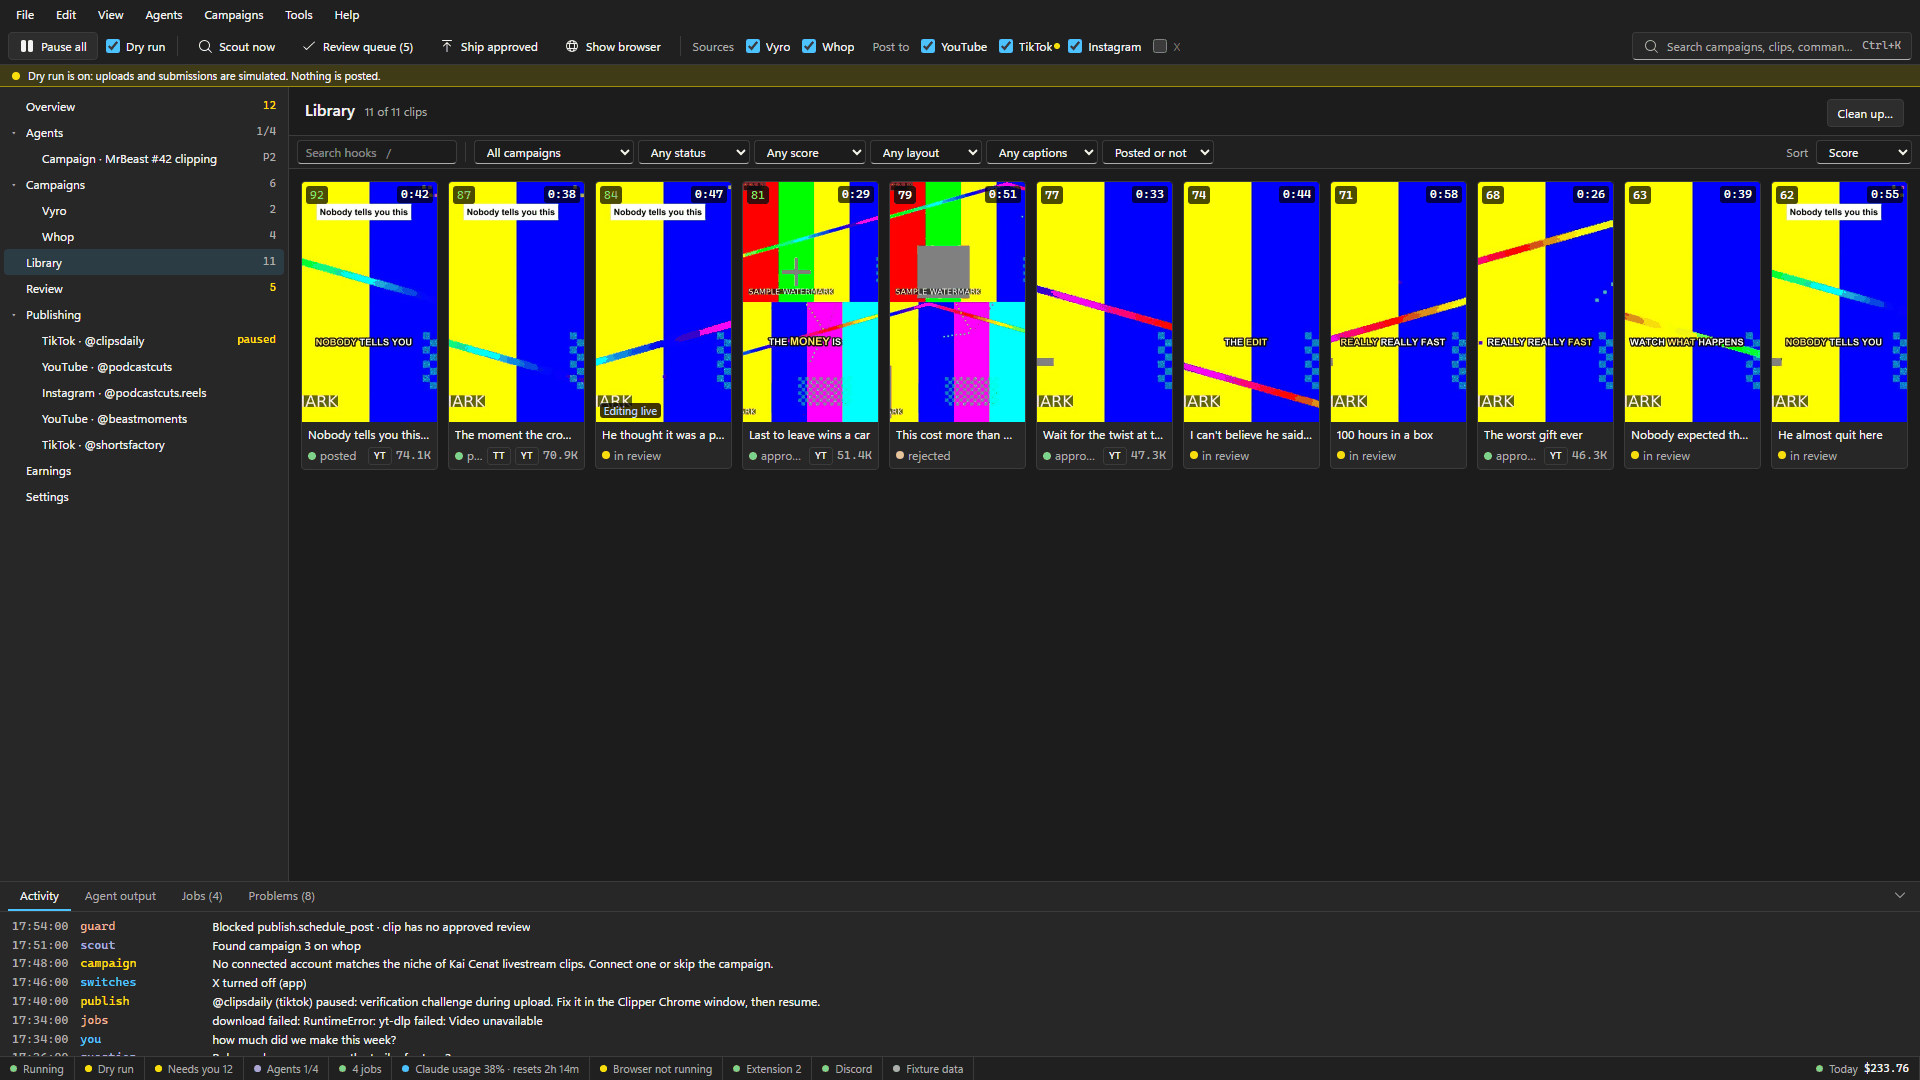 File Edit View Agents Campaigns Tools Help
Pause all Dry run Scout now Review queue (5) Ship approved Show browser Sources Vyro Whop Post to YouTube TikTok Instagram X Search campaigns, clips, comman... Ctrl+K
Dry run is on: uploads and submissions are simulated. Nothing is posted.
Overview 12
Agents 1/4
Campaign · MrBeast #42 clipping P2
Campaigns 6
Vyro 2
Whop 4
Library 11
Review 5
Publishing
TikTok · @clipsdaily paused
YouTube · @podcastcuts
Instagram · @podcastcuts.reels
YouTube · @beastmoments
TikTok · @shortsfactory
Earnings
Settings
Library 11 of 11 clips Clean up...
Search hooks / All campaigns Any status Any score Any layout Any captions Posted or not Sort Score
92 0:42
Nobody tells you this
NOBODY TELLS YOU
ARK
Nobody tells you this...
posted YT 74.1K
87 0:38
Nobody tells you this
ARK
The moment the cro...
p... TT YT 70.9K
84 0:47
Nobody tells you this
ARK
Editing live
He thought it was a p...
in review
81 0:29
SAMPLE WATERMARK
THE MONEY IS
RK
Last to leave wins a car
appro... YT 51.4K
79 0:51
SAMPLE WATERMARK
RK
This cost more than ...
rejected
77 0:33
ARK
Wait for the twist at t...
appro... YT 47.3K
74 0:44
THE EDIT
ARK
I can't believe he said...
in review
71 0:58
REALLY REALLY FAST
ARK
100 hours in a box
in review
68 0:26
REALLY REALLY FAST
ARK
The worst gift ever
appro... YT 46.3K
63 0:39
WATCH WHAT HAPPENS
ARK
Nobody expected th...
in review
62 0:55
Nobody tells you this
NOBODY TELLS YOU
ARK
He almost quit here
in review
Activity Agent output Jobs (4) Problems (8)
17:54:00 guard Blocked publish.schedule_post · clip has no approved review
17:51:00 scout Found campaign 3 on whop
17:48:00 campaign No connected account matches the niche of Kai Cenat livestream clips. Connect one or skip the campaign.
17:46:00 switches X turned off (app)
17:40:00 publish @clipsdaily (tiktok) paused: verification challenge during upload. Fix it in the Clipper Chrome window, then resume.
17:34:00 jobs download failed: RuntimeError: yt-dlp failed: Video unavailable
17:34:00 you how much did we make this week?
Running Dry run Needs you 12 Agents 1/4 4 jobs Claude usage 38% · resets 2h 14m Browser not running Extension 2 Discord Fixture data Today $233.76